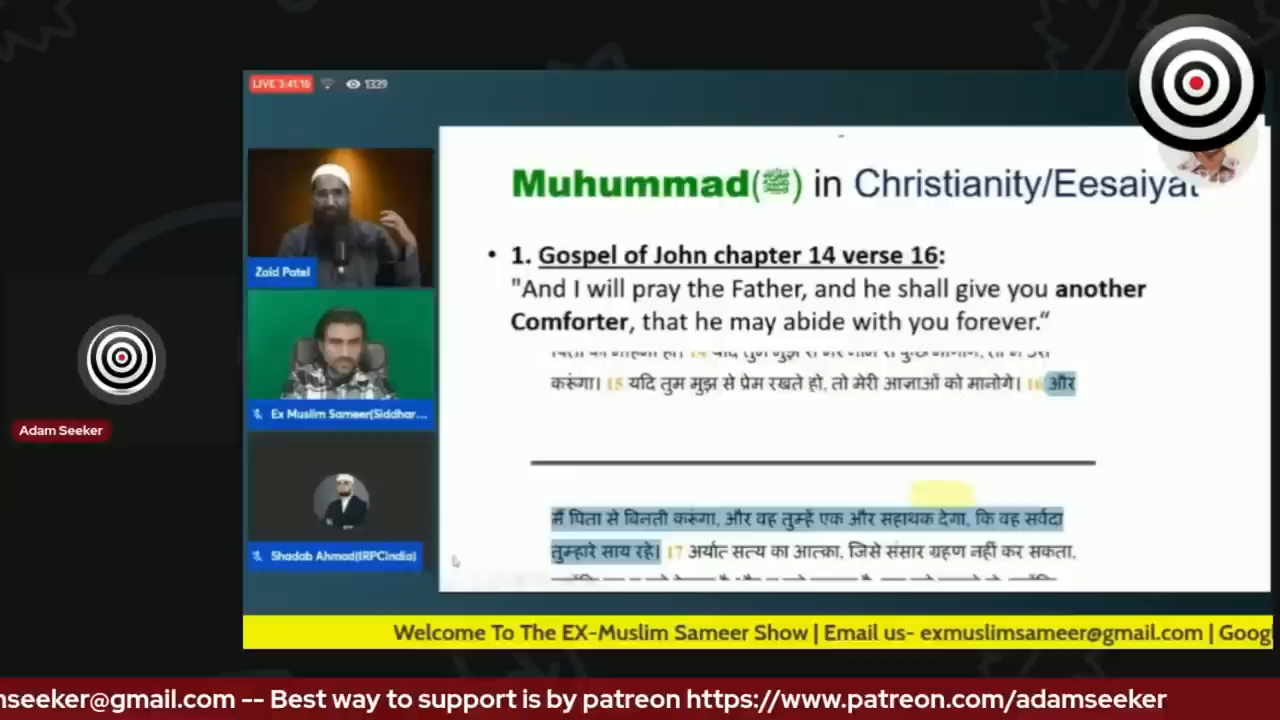 LIVE 3:41:16 1339
Muhummad(ﷺ) in Christianity/Eesaiyat
Zaid Patel
• 1. Gospel of John chapter 14 verse 16:
"And I will pray the Father, and he shall give you another
Comforter, that he may abide with you forever.“
करूंगा। 15 यदि तुम मुझ से प्रेम रखते हो, तो मेरी आज्ञाओं को मानोगे। 16 और
Ex Muslim Sameer(Siddhar...
Adam Seeker
मैं पिता से बिनती करूंगा, और वह तुम्हें एक और सहायक देगा, कि वह सर्वदा
तुम्हारे साथ रहे। 17 अर्थात सत्य का आत्मा, जिसे संसार ग्रहण नहीं कर सकता,
Shadab Ahmad(IRPCIndia)
Welcome To The EX-Muslim Sameer Show | Email us- exmuslimsameer@gmail.com | Goog
mseeker@gmail.com -- Best way to support is by patreon https://www.patreon.com/adamseeker